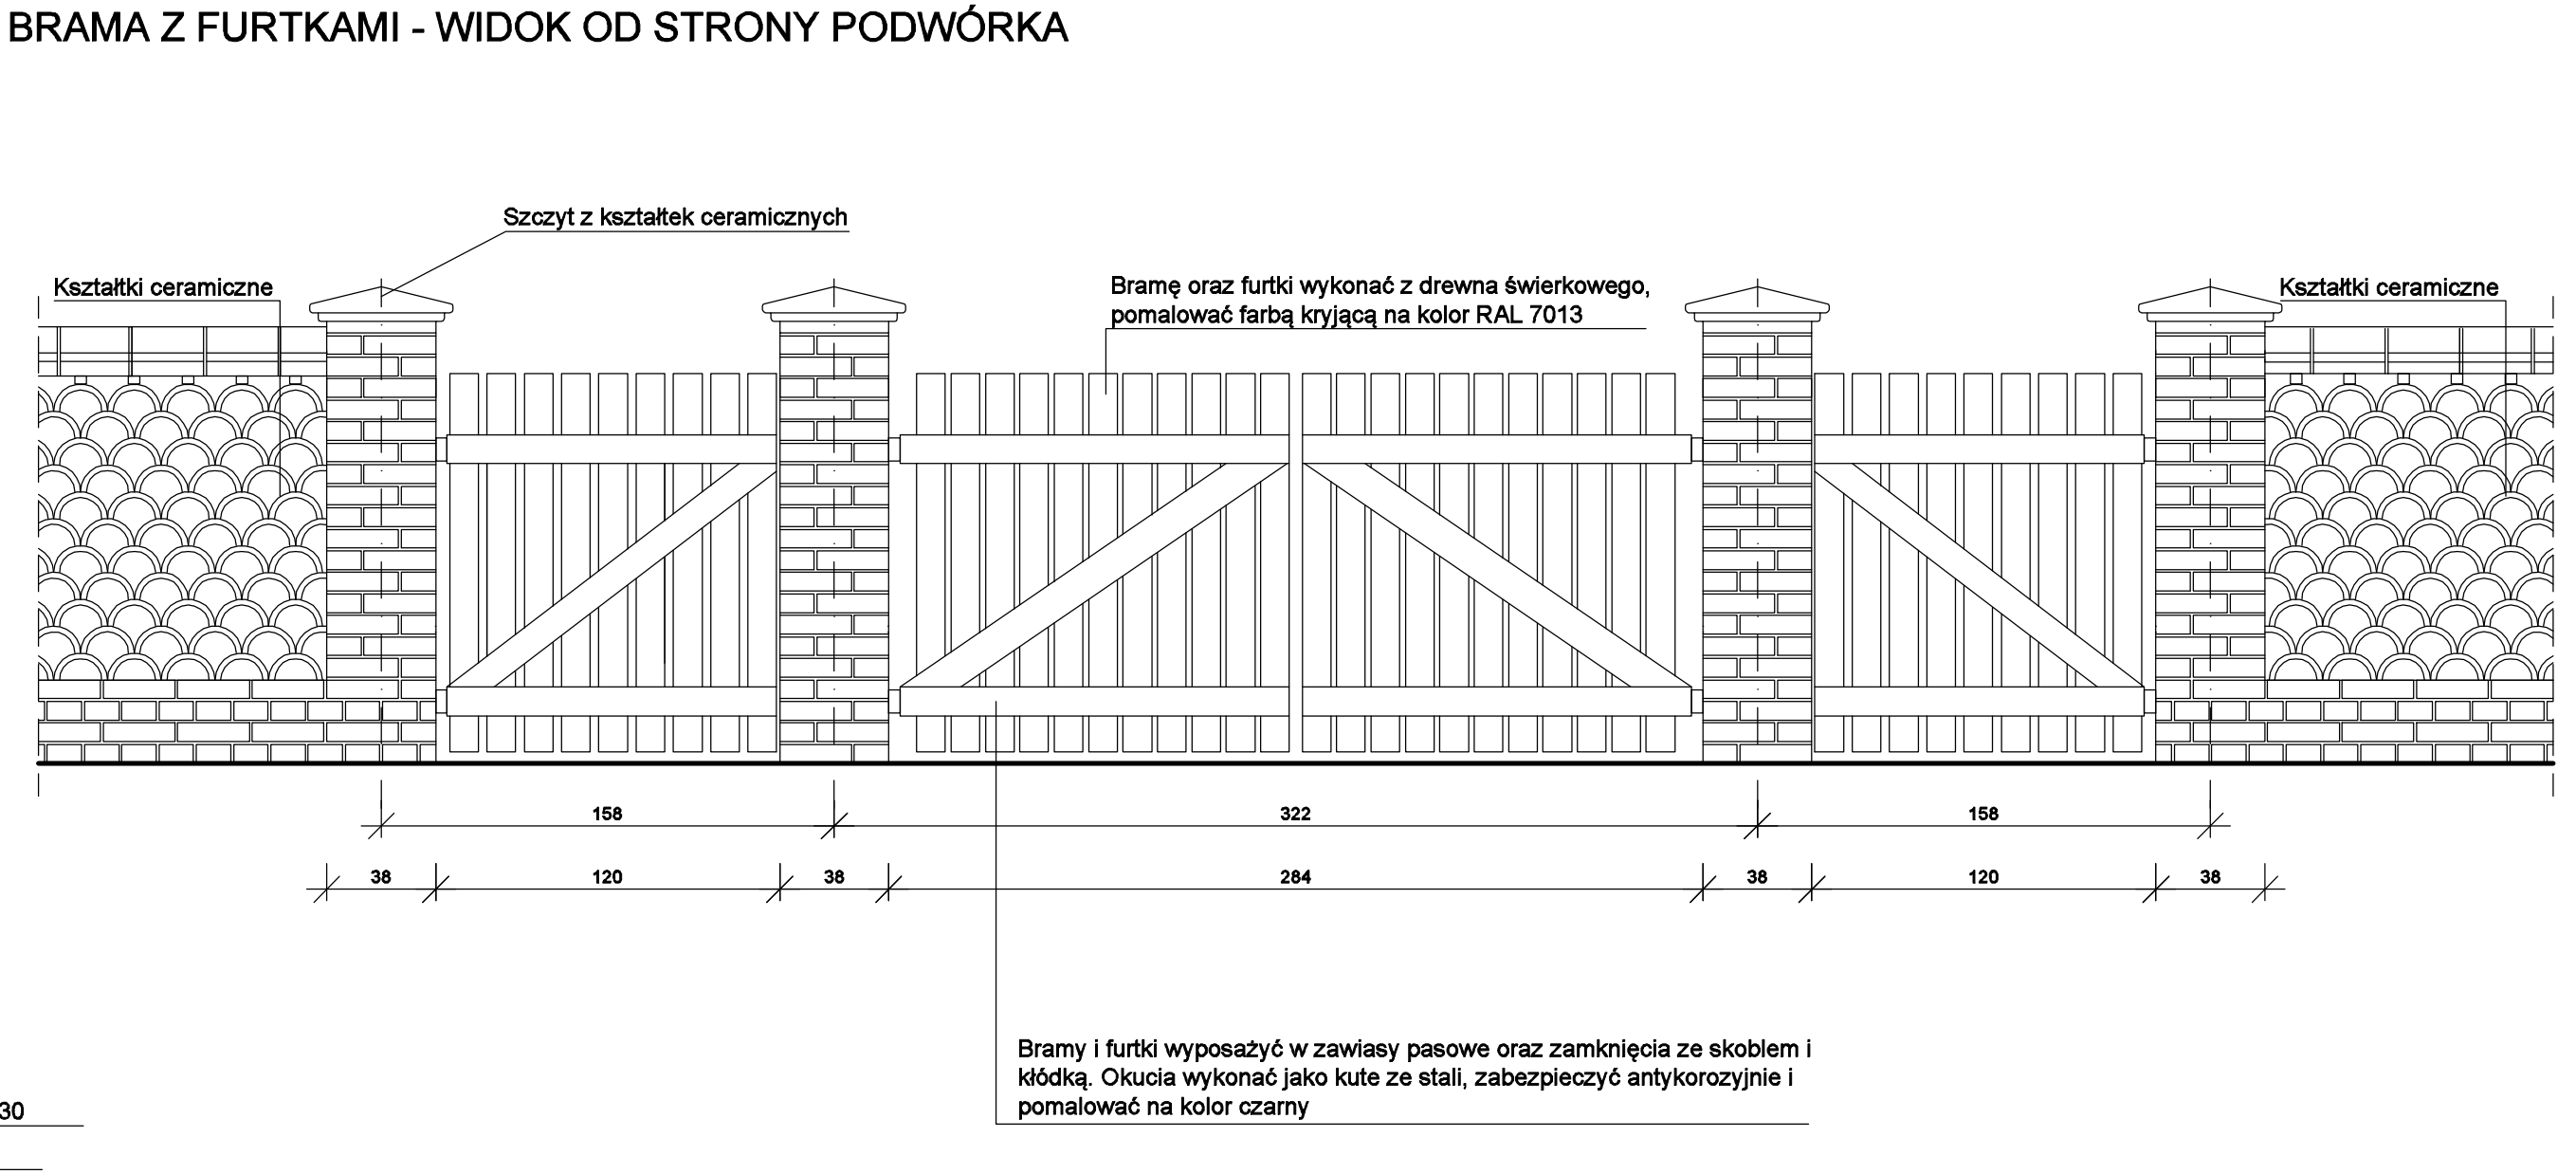 BRAMA Z FURTKAMI - WIDOK OD STRONY PODWÓRKA
Szczyt z kształtek ceramicznych
Kształtki ceramiczne
Bramę oraz furtki wykonać z drewna świerkowego,
pomalować farbą kryjącą na kolor RAL 7013
Kształtki ceramiczne
158
322
158
38
120
38
284
38
120
38
Bramy i furtki wyposażyć w zawiasy pasowe oraz zamknięcia ze skoblem i
kłódką. Okucia wykonać jako kute ze stali, zabezpieczyć antykorozyjnie i
pomalować na kolor czarny
30